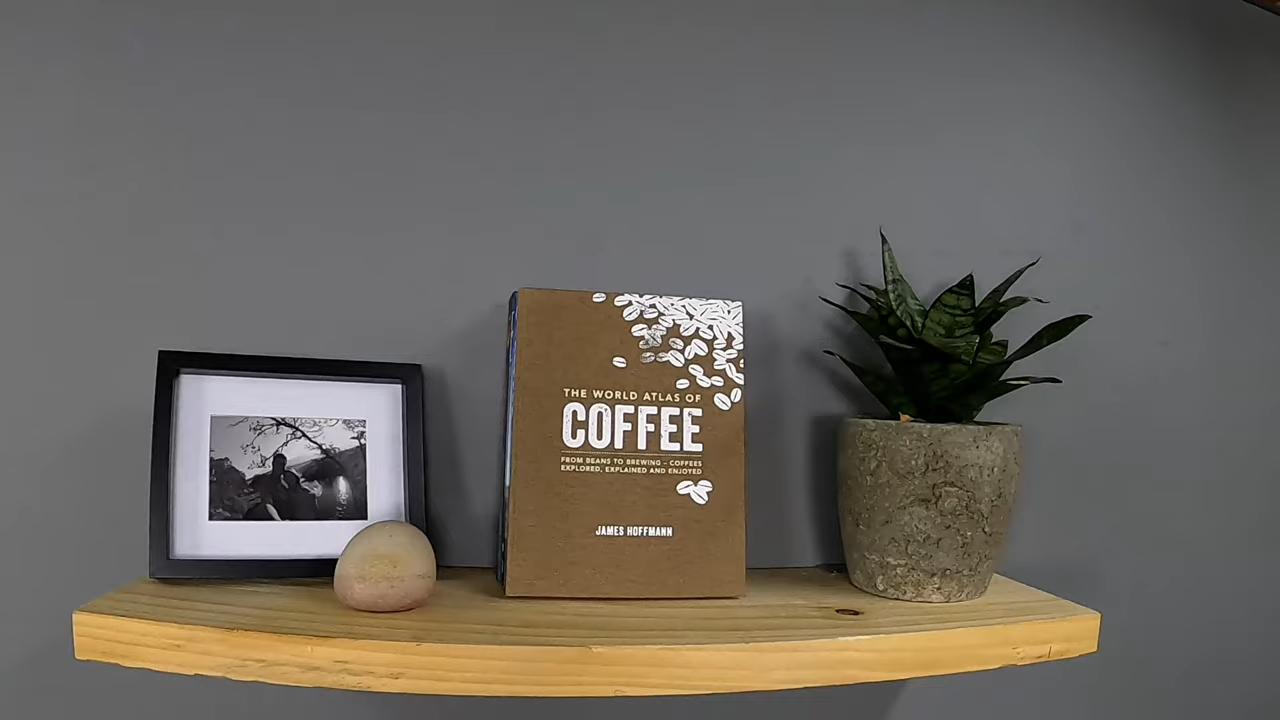 THE WORLD ATLAS OF
COFFEE
FROM BEANS TO BREWING – COFFEES
EXPLORED, EXPLAINED AND ENJOYED
JAMES HOFFMANN